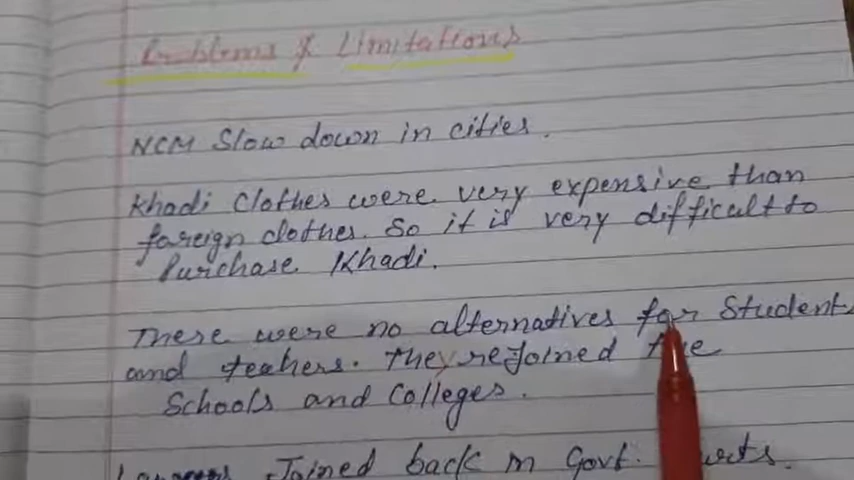 Problems & Limitations
NCM Slow down in cities.
Khadi clothes were very expensive than
foreign clothes. So it is very difficult to
Purchase Khadi.
There were no alternatives for Student
and teachers. They rejoined the
Schools and Colleges.
Lawyers Joined back in Govt.